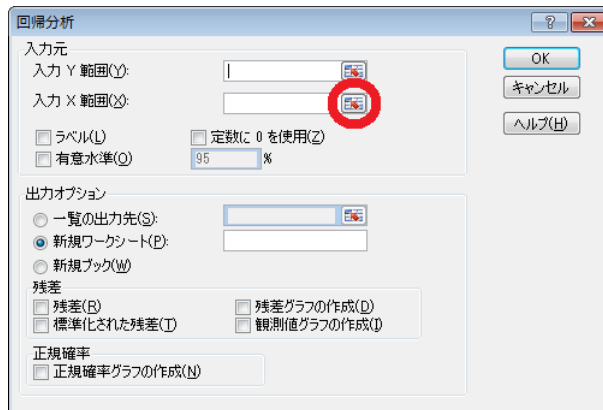 回帰分析
入力元
入力 Y 範囲(Y):
入力 X 範囲(X):
ラベル(L)
定数に 0 を使用(Z)
有意水準(O)
95
%
OK
キャンセル
ヘルプ(H)
出力オプション
一覧の出力先(S):
新規ワークシート(P):
新規ブック(W)
残差
残差(R)
残差グラフの作成(D)
標準化された残差(T)
観測値グラフの作成(I)
正規確率
正規確率グラフの作成(N)